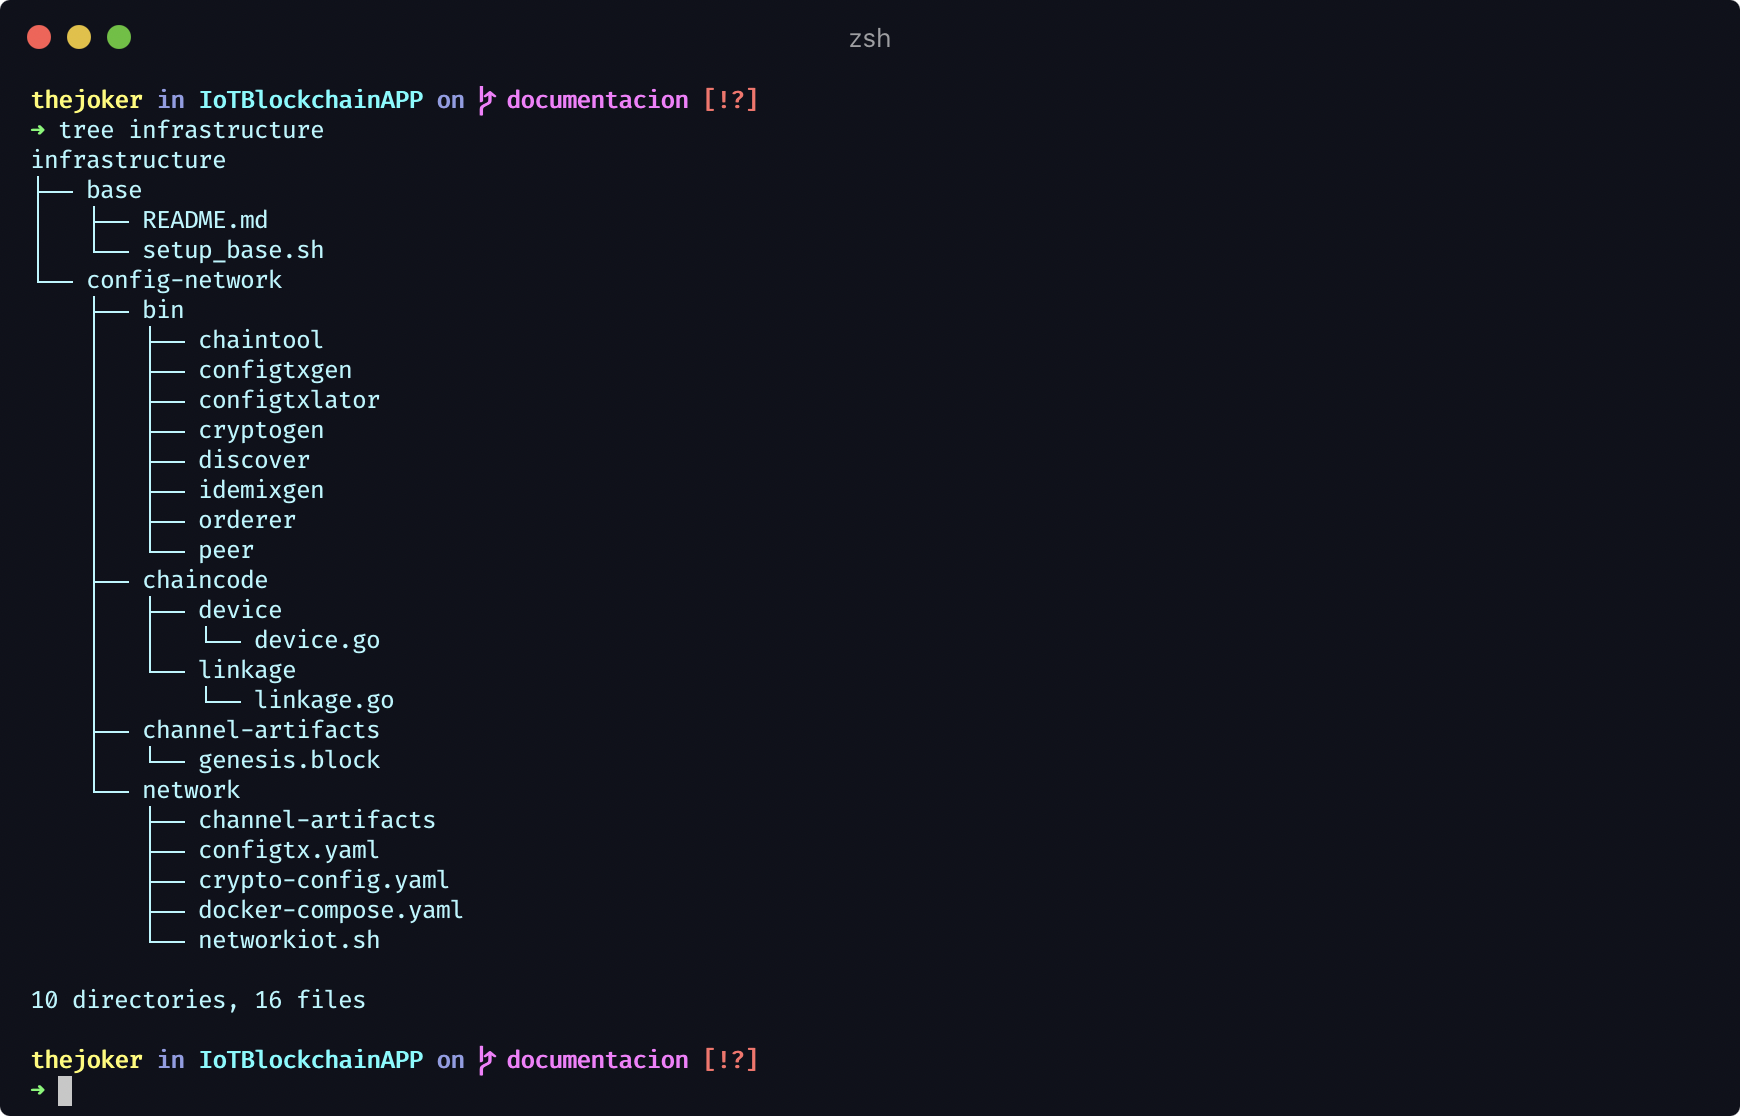 zsh
thejoker in IoTBlockchainAPP on documentacion [!?]
➜ tree infrastructure
infrastructure
├── base
│   ├── README.md
│   └── setup_base.sh
└── config-network
    ├── bin
    │   ├── chaintool
    │   ├── configtxgen
    │   ├── configtxlator
    │   ├── cryptogen
    │   ├── discover
    │   ├── idemixgen
    │   ├── orderer
    │   └── peer
    ├── chaincode
    │   ├── device
    │   │   └── device.go
    │   └── linkage
    │       └── linkage.go
    ├── channel-artifacts
    │   └── genesis.block
    └── network
        ├── channel-artifacts
        ├── configtx.yaml
        ├── crypto-config.yaml
        ├── docker-compose.yaml
        └── networkiot.sh
10 directories, 16 files
thejoker in IoTBlockchainAPP on documentacion [!?]
➜